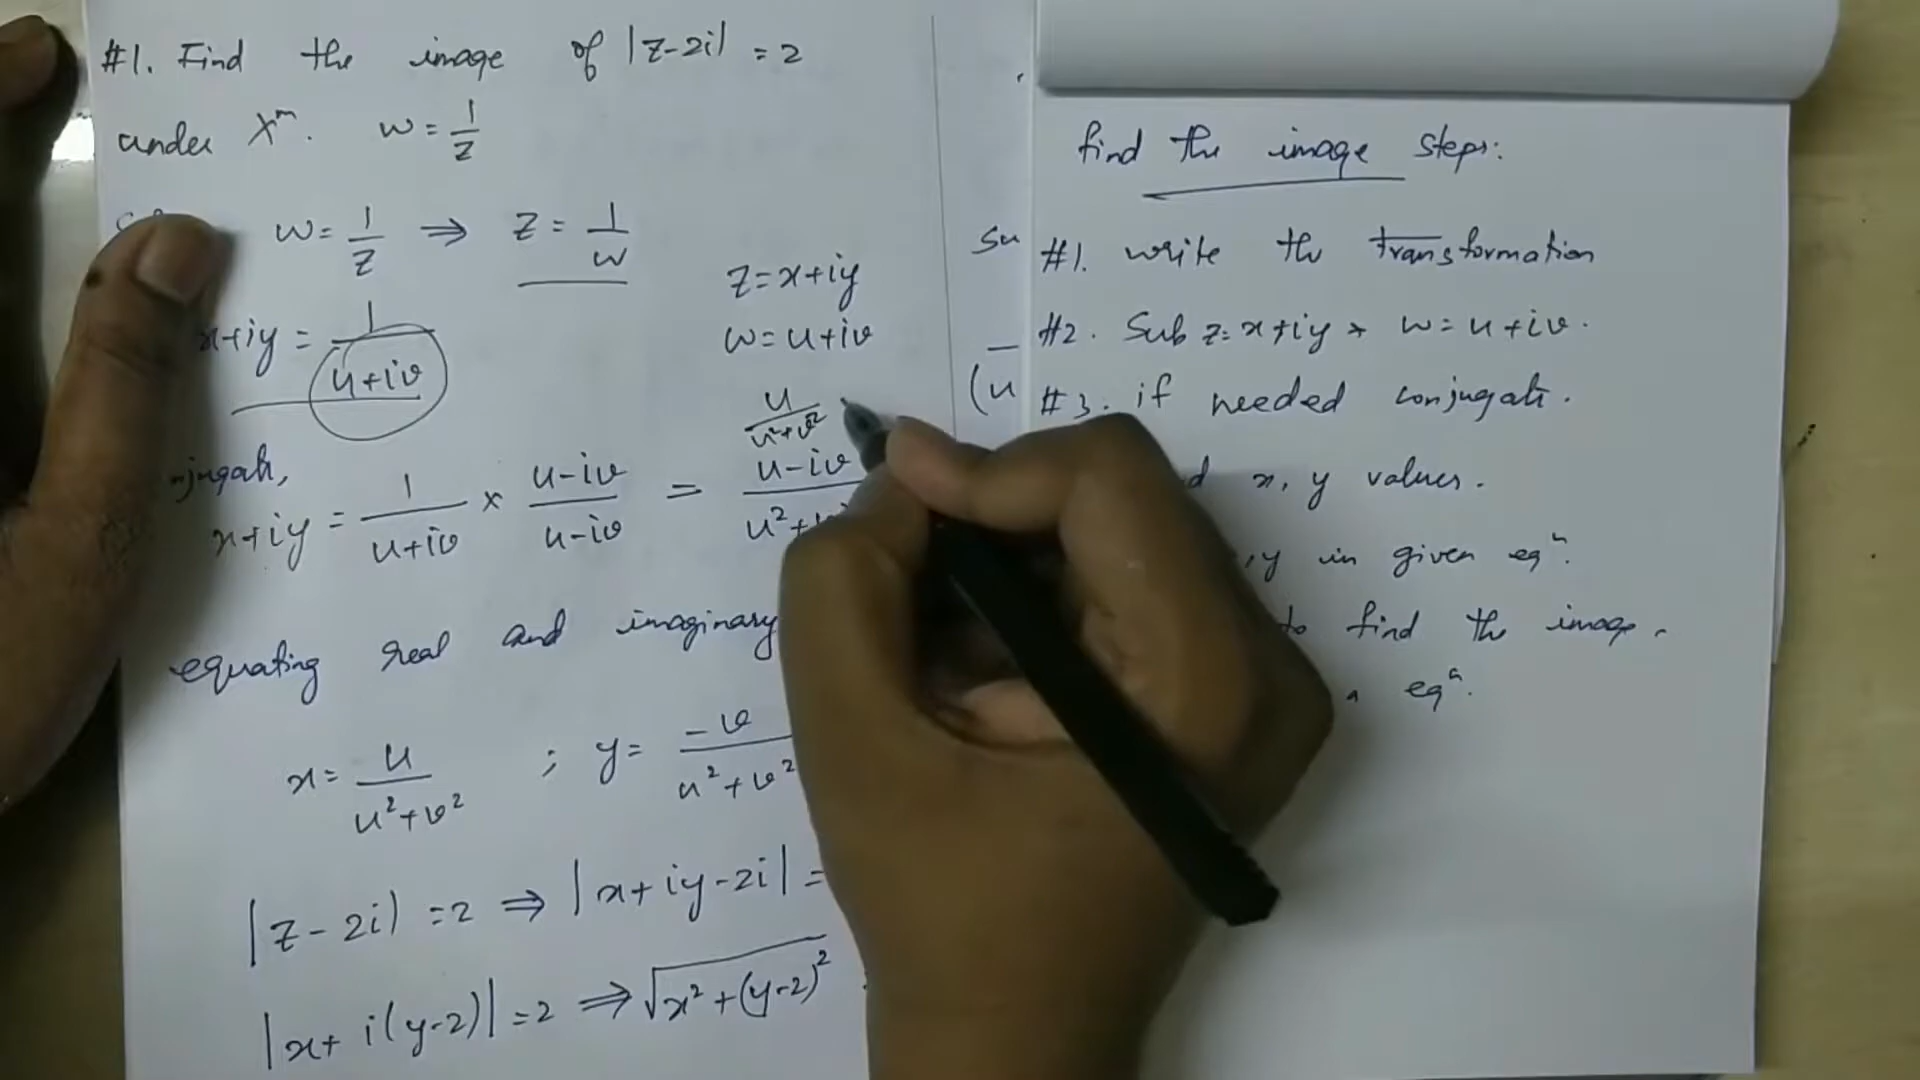 #1. Find the image of |z-2i| = 2
under Xᵐ. w = 1/z
w = 1/z ⇒ z = 1/w
z = x+iy
w = u+iv
x+iy = 1/(u+iv)
u/(u²+v²)
x+iy = 1/(u+iv) × (u-iv)/(u-iv) = (u-iv)/
equating real and imaginary
x = u/(u²+v²) ; y = -v/(u²+v²)
|z-2i) = 2 ⇒ |x+iy-2i| =
|x+i(y-2)| = 2 ⇒ √(x²+(y-2)²)
Su
(u
find the image steps:
#1. write the transformation
#2. Sub z = x+iy & w = u+iv.
#3. if needed conjugate.
x, y values.
,y in given eqⁿ.
to find the image.
eqⁿ.